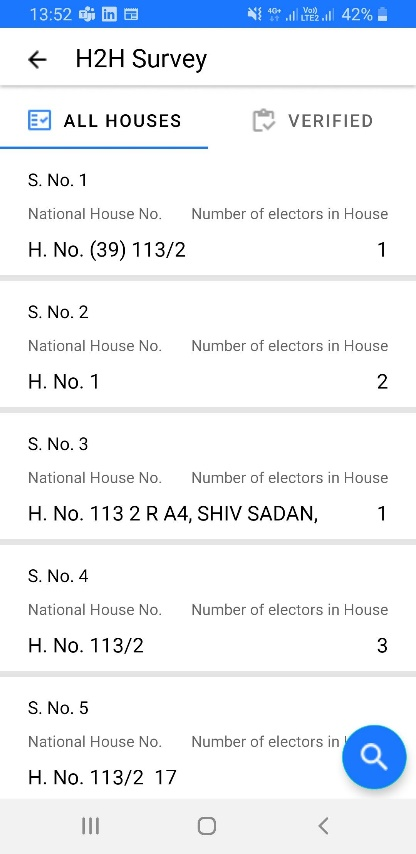 13:52 4G+ Vo)) LTE2 42%
H2H Survey
ALL HOUSES VERIFIED
S. No. 1
National House No. Number of electors in House
H. No. (39) 113/2 1
S. No. 2
National House No. Number of electors in House
H. No. 1 2
S. No. 3
National House No. Number of electors in House
H. No. 113 2 R A4, SHIV SADAN, 1
S. No. 4
National House No. Number of electors in House
H. No. 113/2 3
S. No. 5
National House No. Number of electors in
H. No. 113/2 17